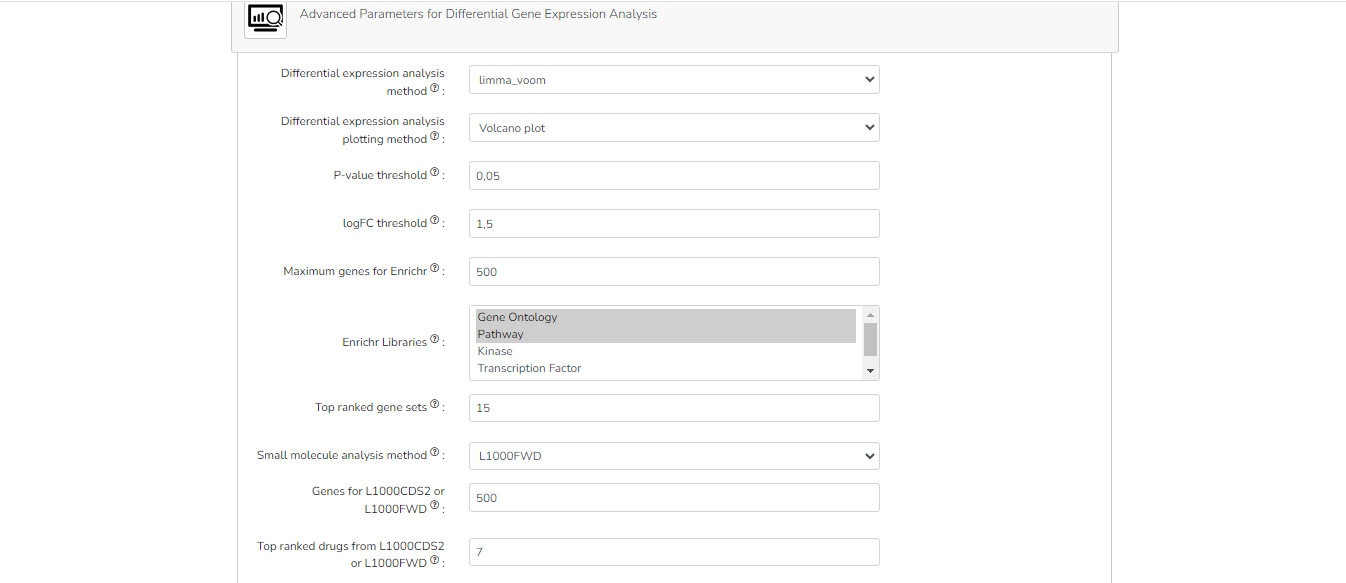 Advanced Parameters for Differential Gene Expression Analysis
Differential expression analysis
method ? :
limma_voom
Differential expression analysis
plotting method ? :
Volcano plot
P-value threshold ? :
0,05
logFC threshold ? :
1,5
Maximum genes for Enrichr ? :
500
Enrichr Libraries ? :
Gene Ontology
Pathway
Kinase
Transcription Factor
Top ranked gene sets ? :
15
Small molecule analysis method ? :
L1000FWD
Genes for L1000CDS2 or
L1000FWD ? :
500
Top ranked drugs from L1000CDS2
or L1000FWD ? :
7